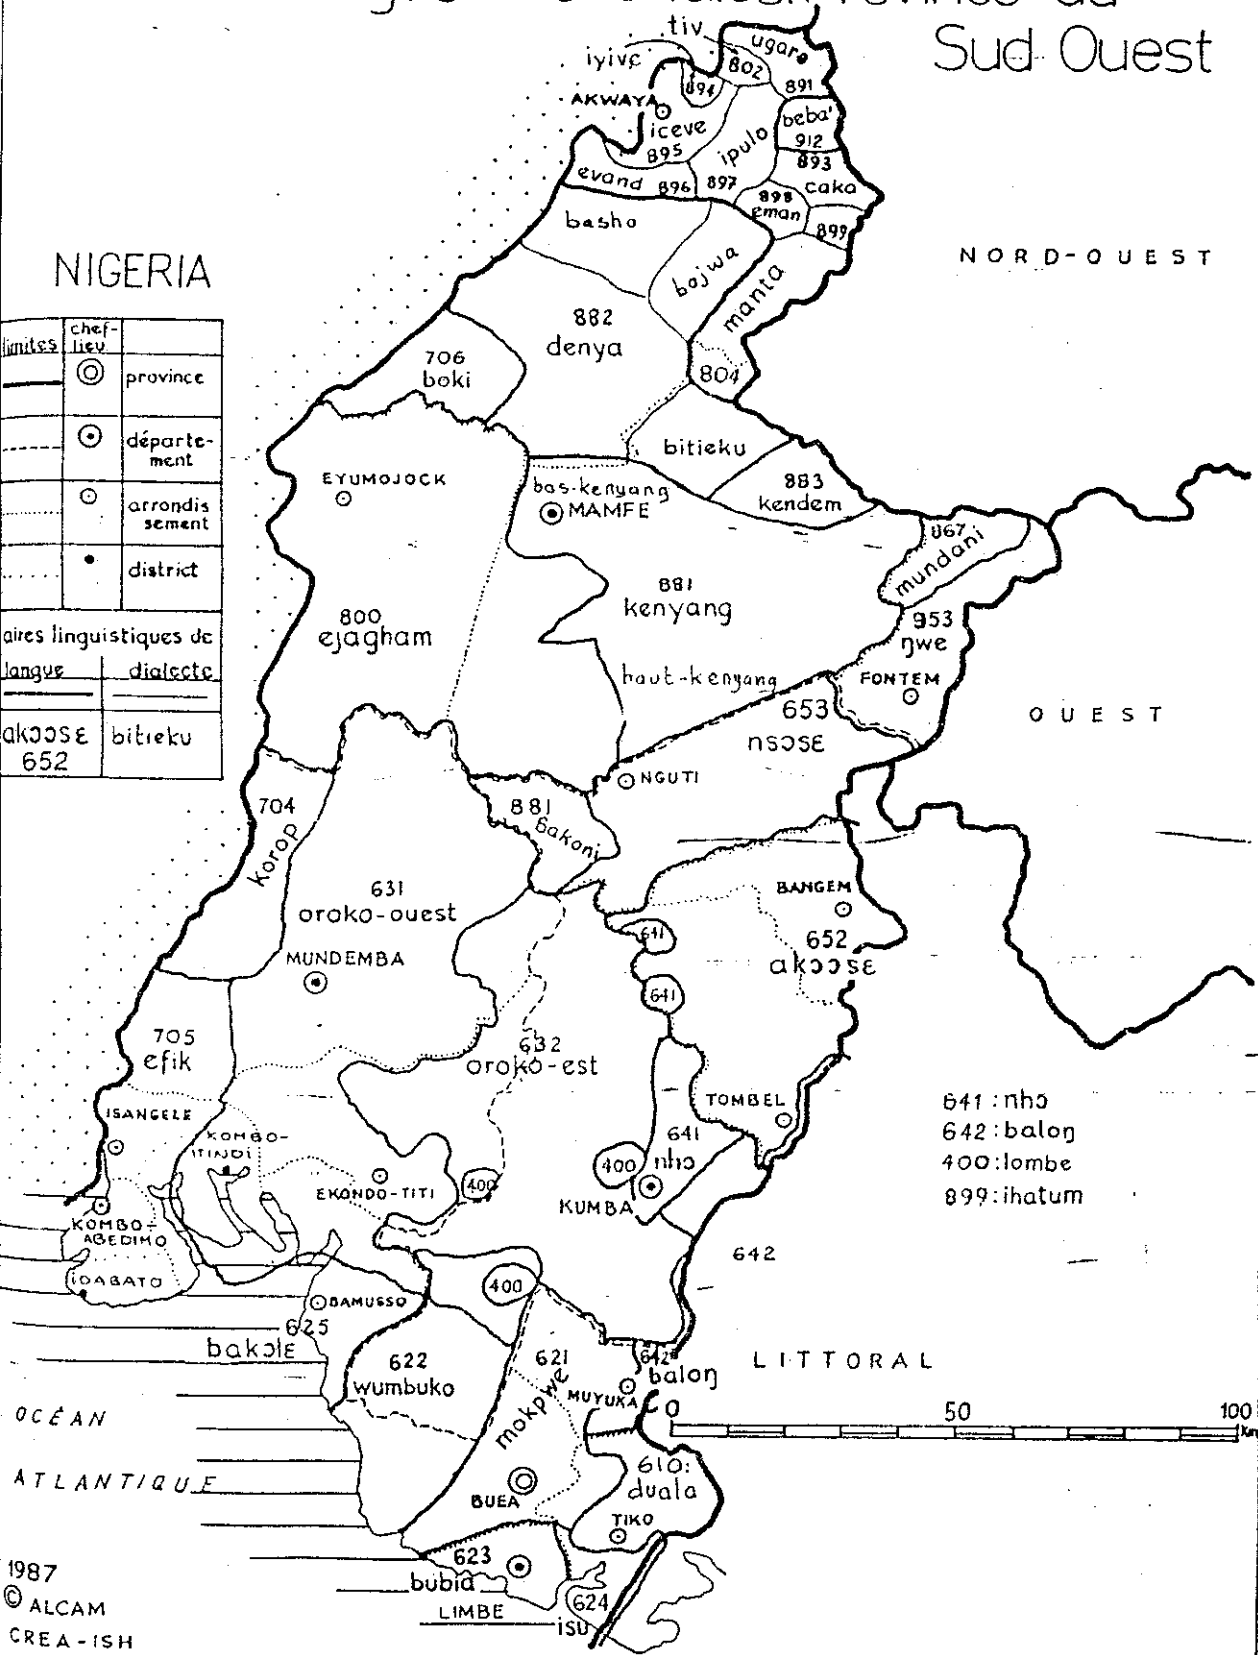 Province du
Sud Ouest
tiv
ugare
iyive
802
894
891
AKWAYA
beba'
912
iceve
895
ipulo
893
caka
evand
896
897
898
eman
899
basho
NORD-OUEST
NIGERIA
bajwa
manta
882
denya
limites
chef-
lieu
province
départe-
ment
arrondis
sement
district
aires linguistiques de
langue
dialecte
akɔɔsɛ
652
bitieku
706
boki
804
bitieku
EYUMOJOCK
bas-kenyang
MAMFE
883
kendem
867
mundani
881
kenyang
800
ejagham
953
ŋwe
haut-kenyang
FONTEM
653
nsɔsɛ
OUEST
NGUTI
704
korop
881
bakoni
631
oroko-ouest
BANGEM
641
652
akɔɔsɛ
MUNDEMBA
641
705
efik
632
oroko-est
ISANGELE
TOMBEL
641:nhɔ
642:baloŋ
400:lombe
899:ihatum
KOMBO-
ITINDI
641
nhɔ
400
EKONDO-TITI
400
KUMBA
KOMBO-
ABEDIMO
642
IDABATO
400
BAMUSSO
625
bakɔlɛ
622
wumbuko
621
mokpwe
642
baloŋ
LITTORAL
MUYUKA
0
50
100
Km
OCÉAN
ATLANTIQUE
610:
duala
BUEA
TIKO
623
bubia
LIMBE
624
isu
1987
© ALCAM
CREA-ISH